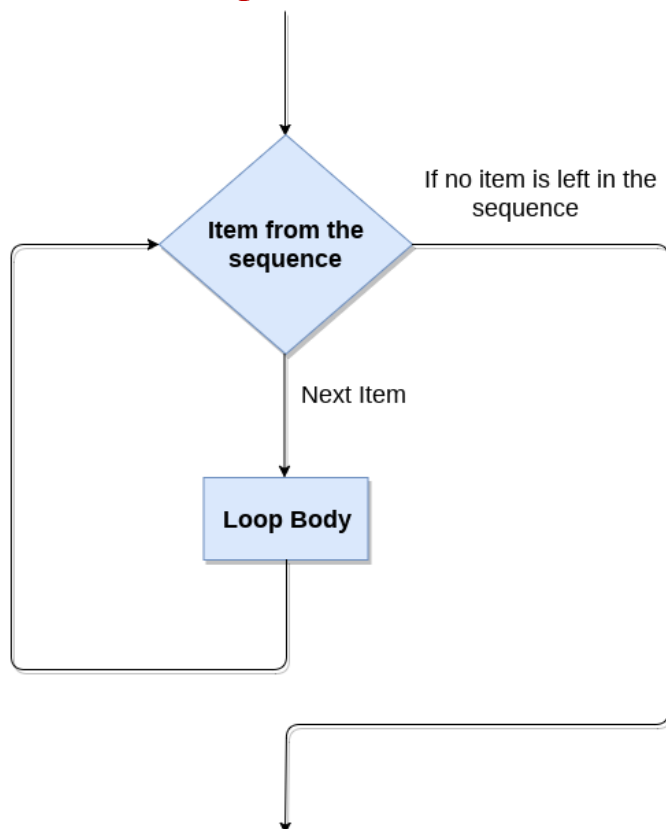 If no item is left in the
sequence
Item from the
sequence
Next Item
Loop Body